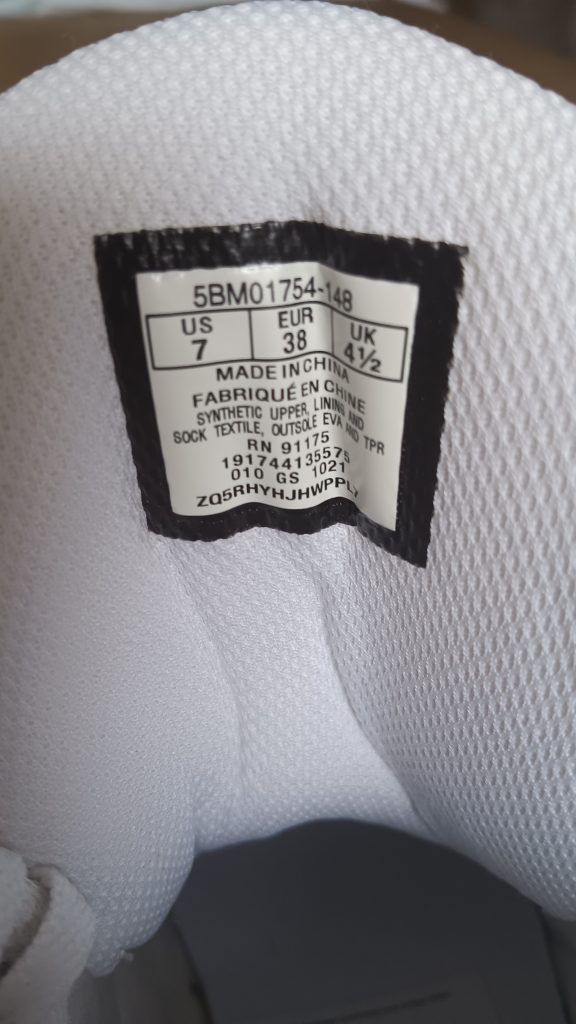 5BM01754-148
US EUR UK
7 38 4½
MADE IN CHINA
FABRIQUÉ EN CHINE
SYNTHETIC UPPER, LINING AND
SOCK TEXTILE, OUTSOLE EVA AND TPR
RN 91175
191744135575
010 GS 1021